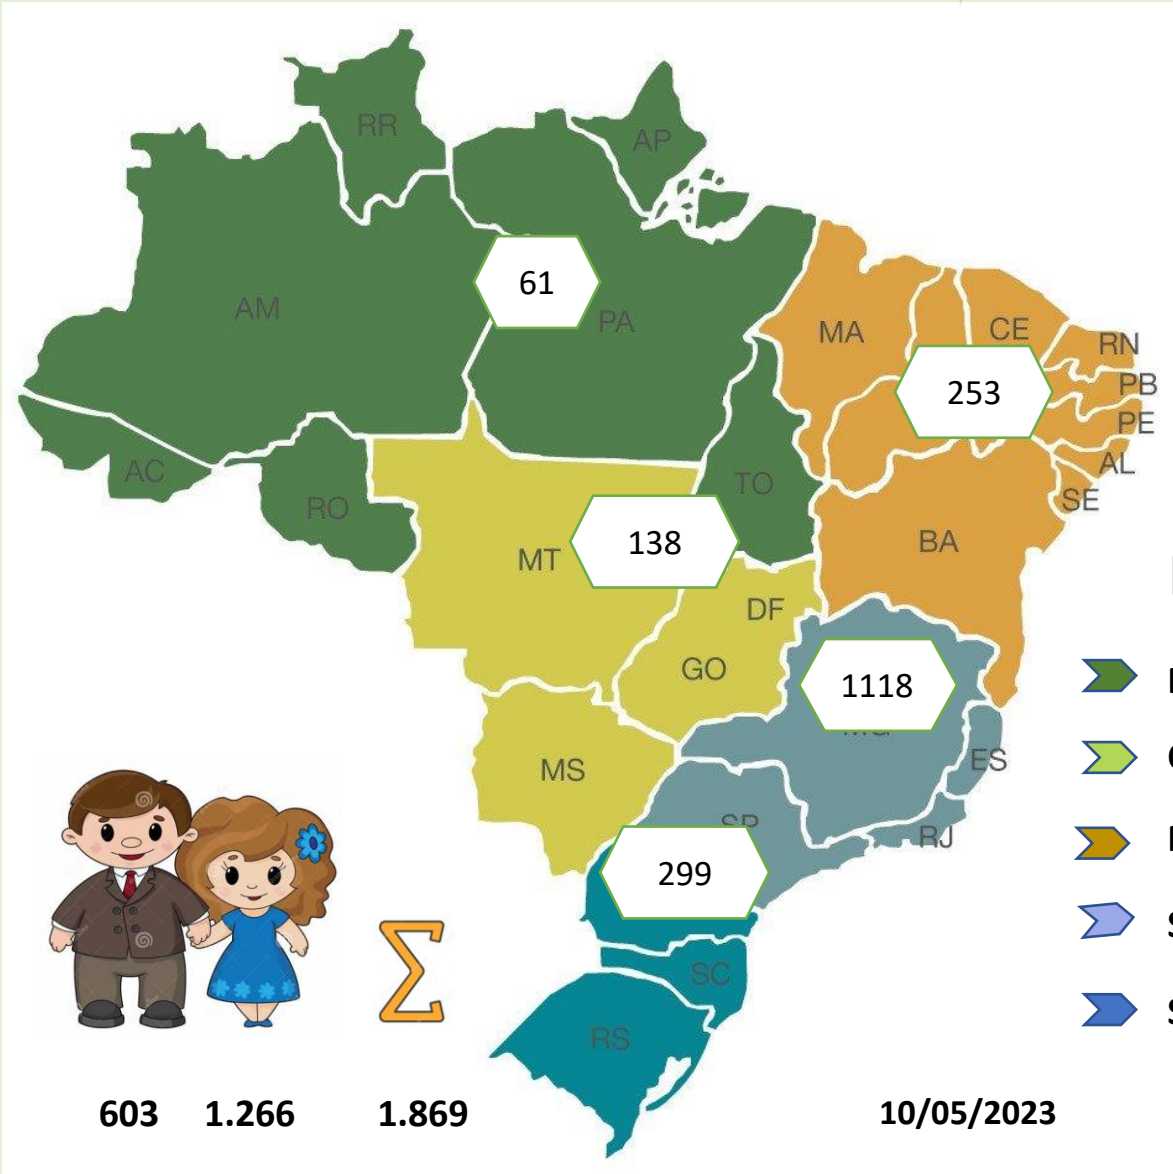 RR
AP
61
AM
PA
MA
CE
RN
253
PB
PE
AC
AL
TO
SE
RO
138
BA
MT
DF
GO
1118
MS
ES
SP
RJ
299
SC
RS
603 1.266 1.869
10/05/2023